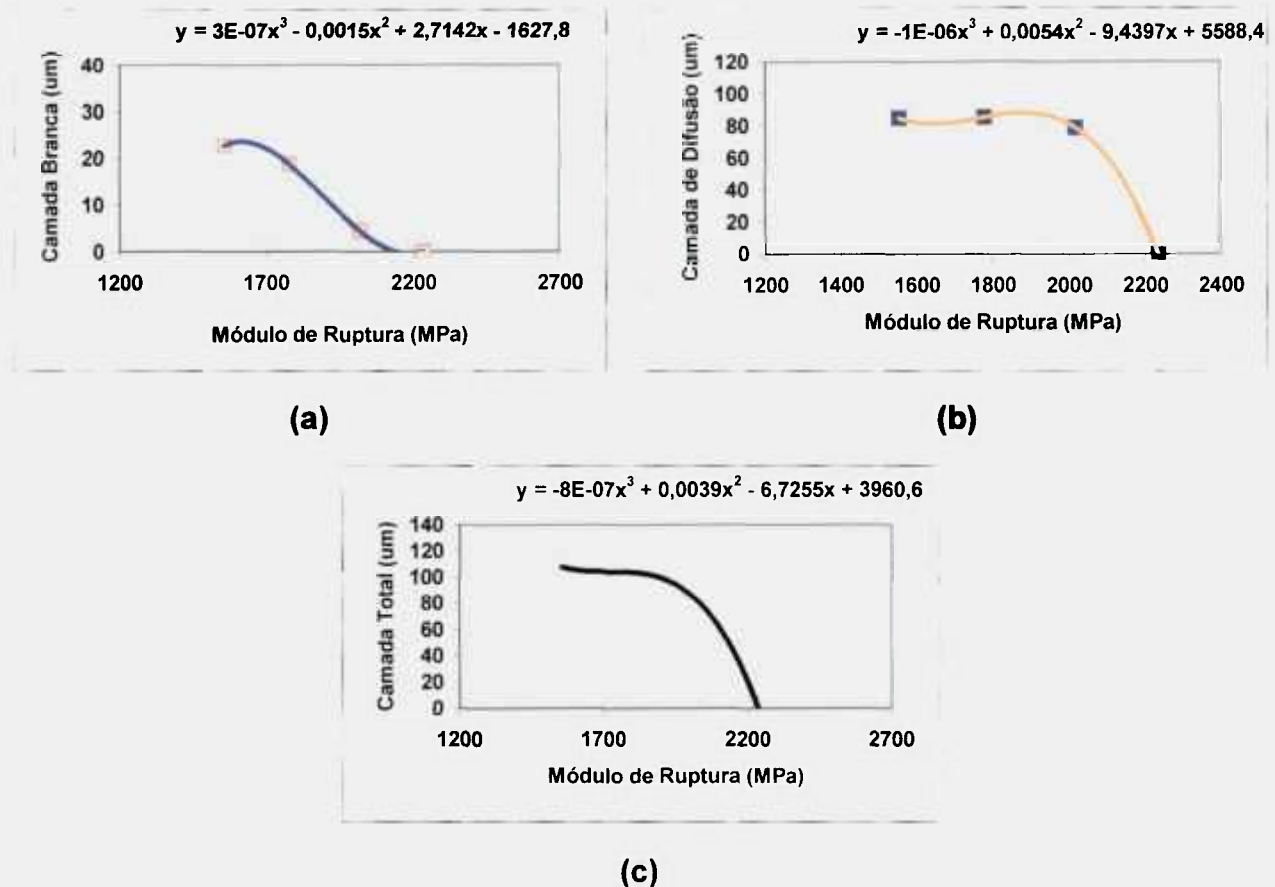 y = 3E-07x³ - 0,0015x² + 2,7142x - 1627,8
Camada Branca (um)
40
30
20
10
0
1200 1700 2200 2700
Módulo de Ruptura (MPa)
(a)
y = -1E-06x³ + 0,0054x² - 9,4397x + 5588,4
Camada de Difusão (um)
120
100
80
60
40
20
0
1200 1400 1600 1800 2000 2200 2400
Módulo de Ruptura (MPa)
(b)
y = -8E-07x³ + 0,0039x² - 6,7255x + 3960,6
Camada Total (um)
140
120
100
80
60
40
20
0
1200 1700 2200 2700
Módulo de Ruptura (MPa)
(c)